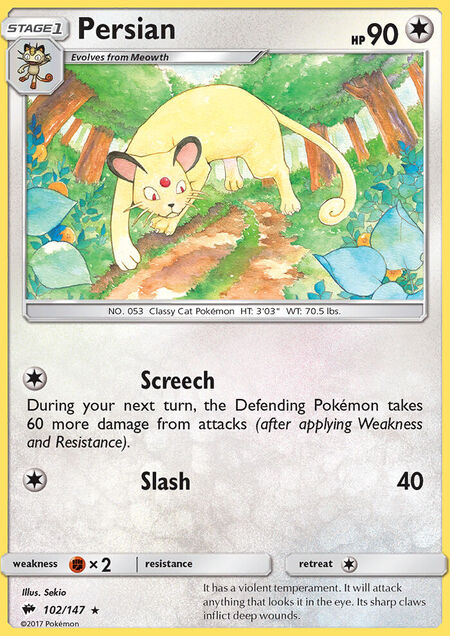 STAGE 1 Persian HP 90
Evolves from Meowth
NO. 053 Classy Cat Pokémon HT: 3'03" WT: 70.5 lbs.
Screech
During your next turn, the Defending Pokémon takes
60 more damage from attacks (after applying Weakness
and Resistance).
Slash 40
weakness × 2 resistance retreat
Illus. Sekio
102/147 ★
©2017 Pokémon
It has a violent temperament. It will attack
anything that looks it in the eye. Its sharp claws
inflict deep wounds.